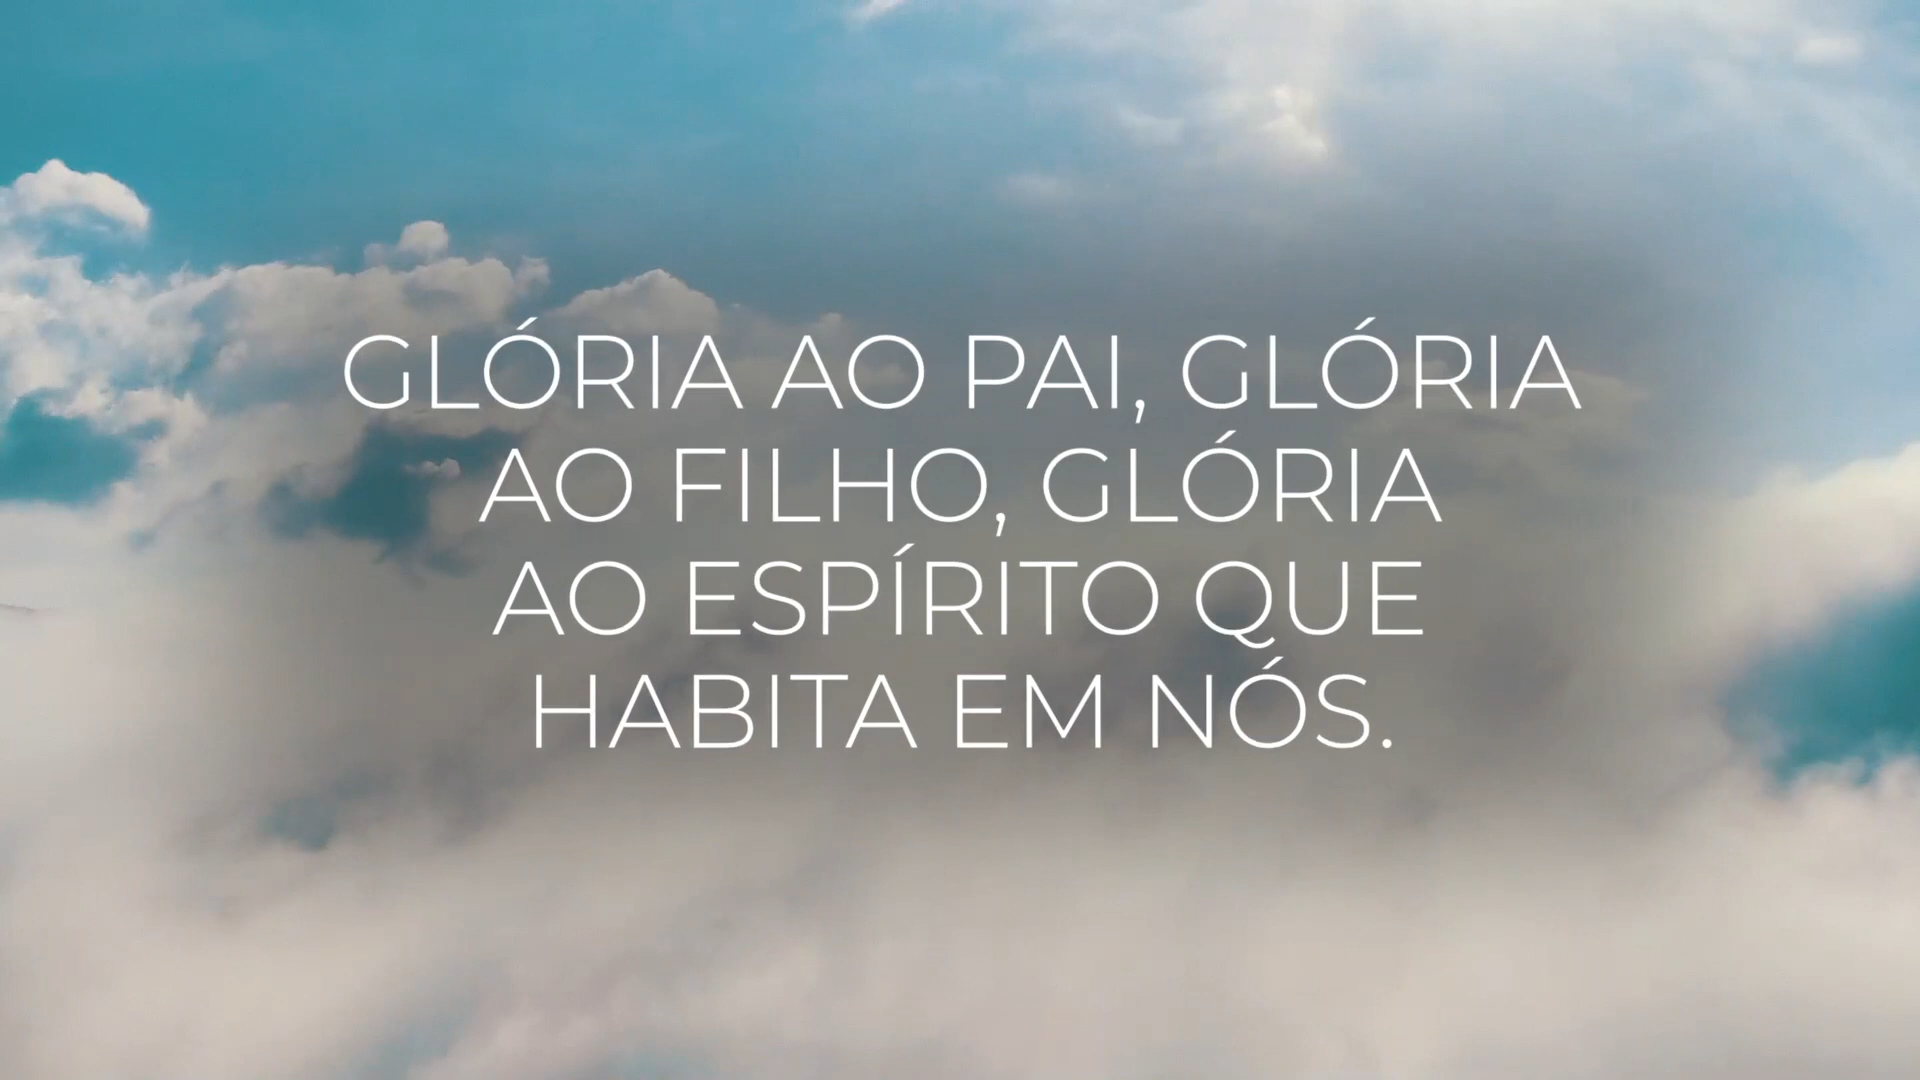 GLÓRIA AO PAI, GLÓRIA
AO FILHO, GLÓRIA
AO ESPÍRITO QUE
HABITA EM NÓS.